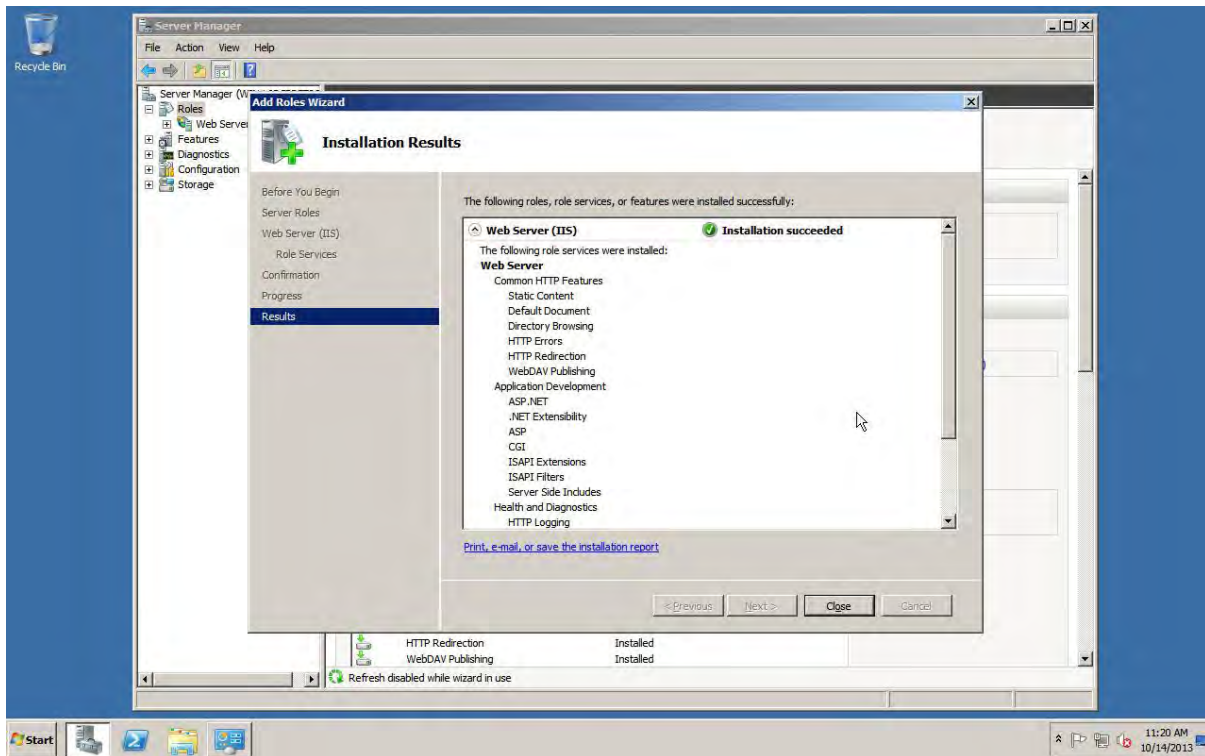 Recycle Bin
Server Manager
File Action View Help
Server Manager (W
Roles
Web Server
Features
Diagnostics
Configuration
Storage
Add Roles Wizard
Installation Results
Before You Begin
Server Roles
Web Server (IIS)
Role Services
Confirmation
Progress
Results
The following roles, role services, or features were installed successfully:
Web Server (IIS) Installation succeeded
The following role services were installed:
Web Server
Common HTTP Features
Static Content
Default Document
Directory Browsing
HTTP Errors
HTTP Redirection
WebDAV Publishing
Application Development
ASP.NET
.NET Extensibility
ASP
CGI
ISAPI Extensions
ISAPI Filters
Server Side Includes
Health and Diagnostics
HTTP Logging
Print, e-mail, or save the installation report
< Previous Next > Close Cancel
HTTP Redirection Installed
WebDAV Publishing Installed
Refresh disabled while wizard in use
Start
11:20 AM
10/14/2013